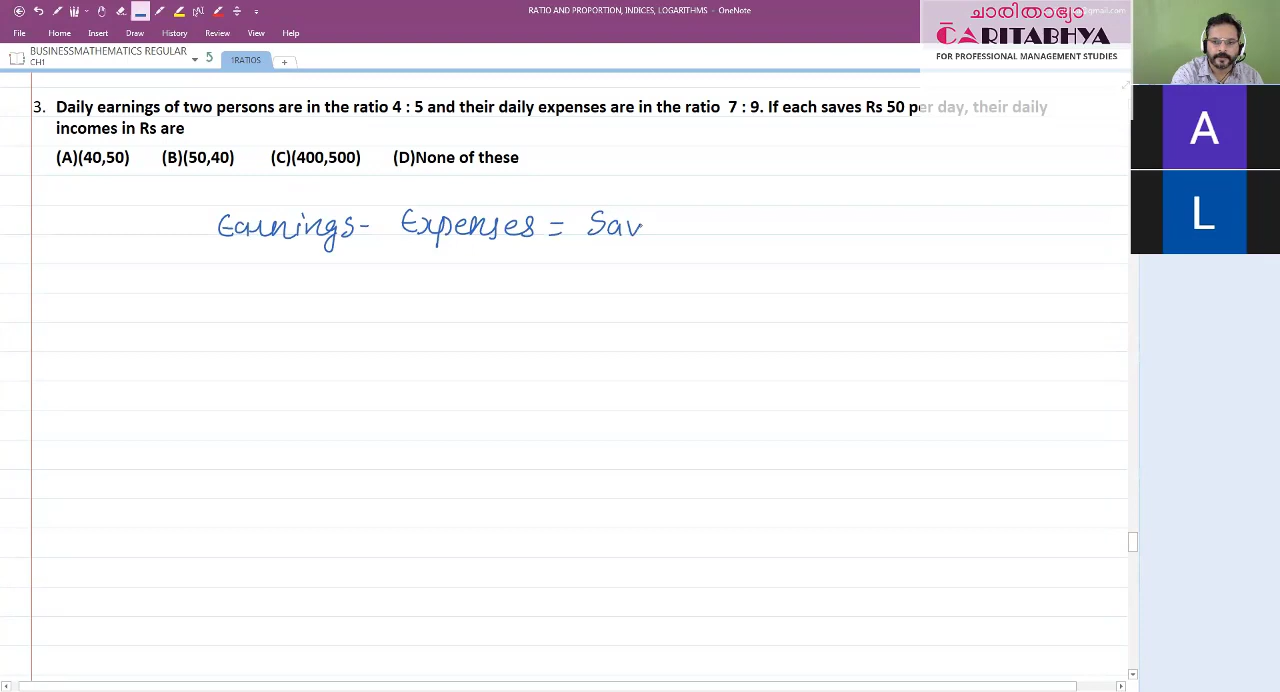 RATIO AND PROPORTION, INDICES, LOGARITHMS - OneNote
ചാരിതാഭ്യാ
@gmail.com
CARITABHYA
FOR PROFESSIONAL MANAGEMENT STUDIES
File Home Insert Draw History Review View Help
BUSINESSMATHEMATICS REGULAR
CH1
5
!RATIOS
3. Daily earnings of two persons are in the ratio 4 : 5 and their daily expenses are in the ratio 7 : 9. If each saves Rs 50 per day, their daily
incomes in Rs are
(A)(40,50) (B)(50,40) (C)(400,500) (D)None of these
Earnings - Expenses = Sav
A
L